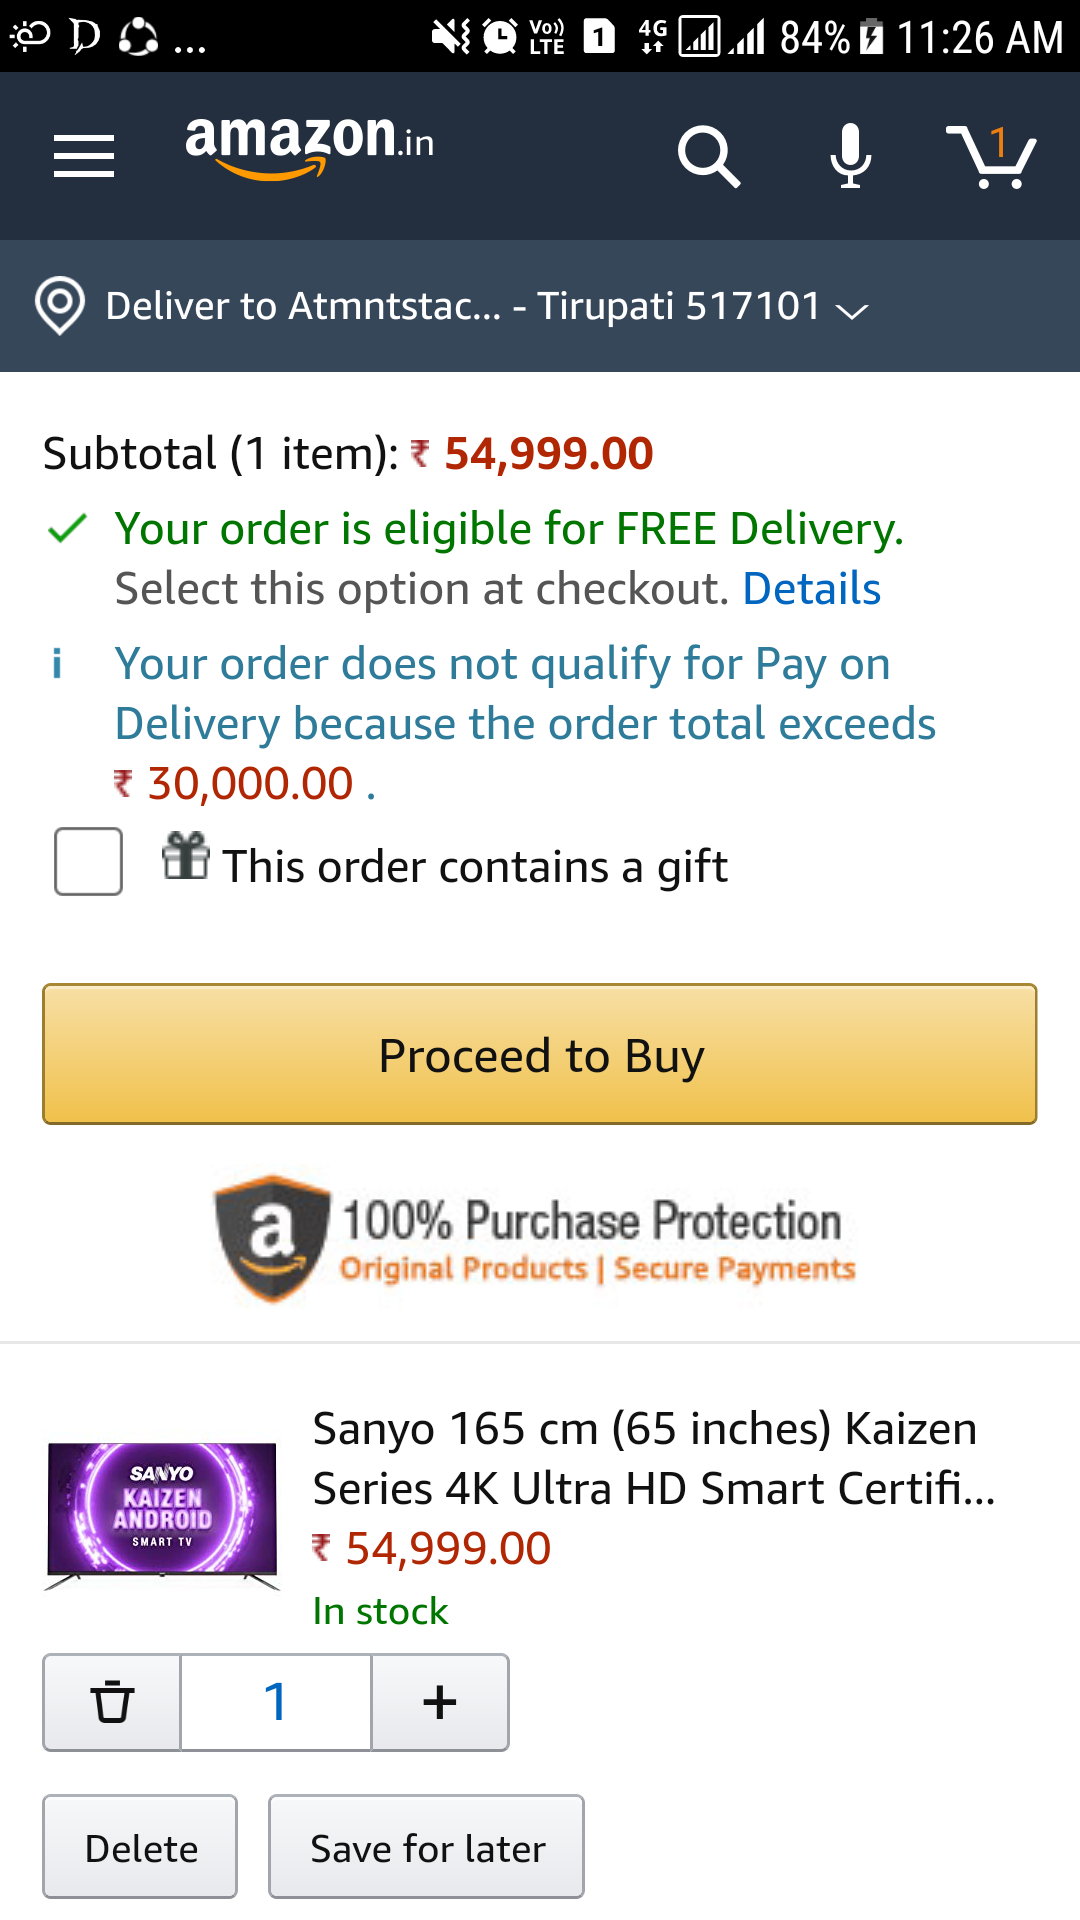 D ... Vo)) LTE 1 4G 84% 11:26 AM
amazon.in 1
Deliver to Atmntstac... - Tirupati 517101
Subtotal (1 item): ₹ 54,999.00
Your order is eligible for FREE Delivery.
Select this option at checkout. Details
i Your order does not qualify for Pay on
Delivery because the order total exceeds
₹ 30,000.00 .
This order contains a gift
Proceed to Buy
a 100% Purchase Protection
Original Products | Secure Payments
Sanyo 165 cm (65 inches) Kaizen
Series 4K Ultra HD Smart Certifi...
₹ 54,999.00
In stock
SANYO
KAIZEN
ANDROID
SMART TV
1 +
Delete Save for later